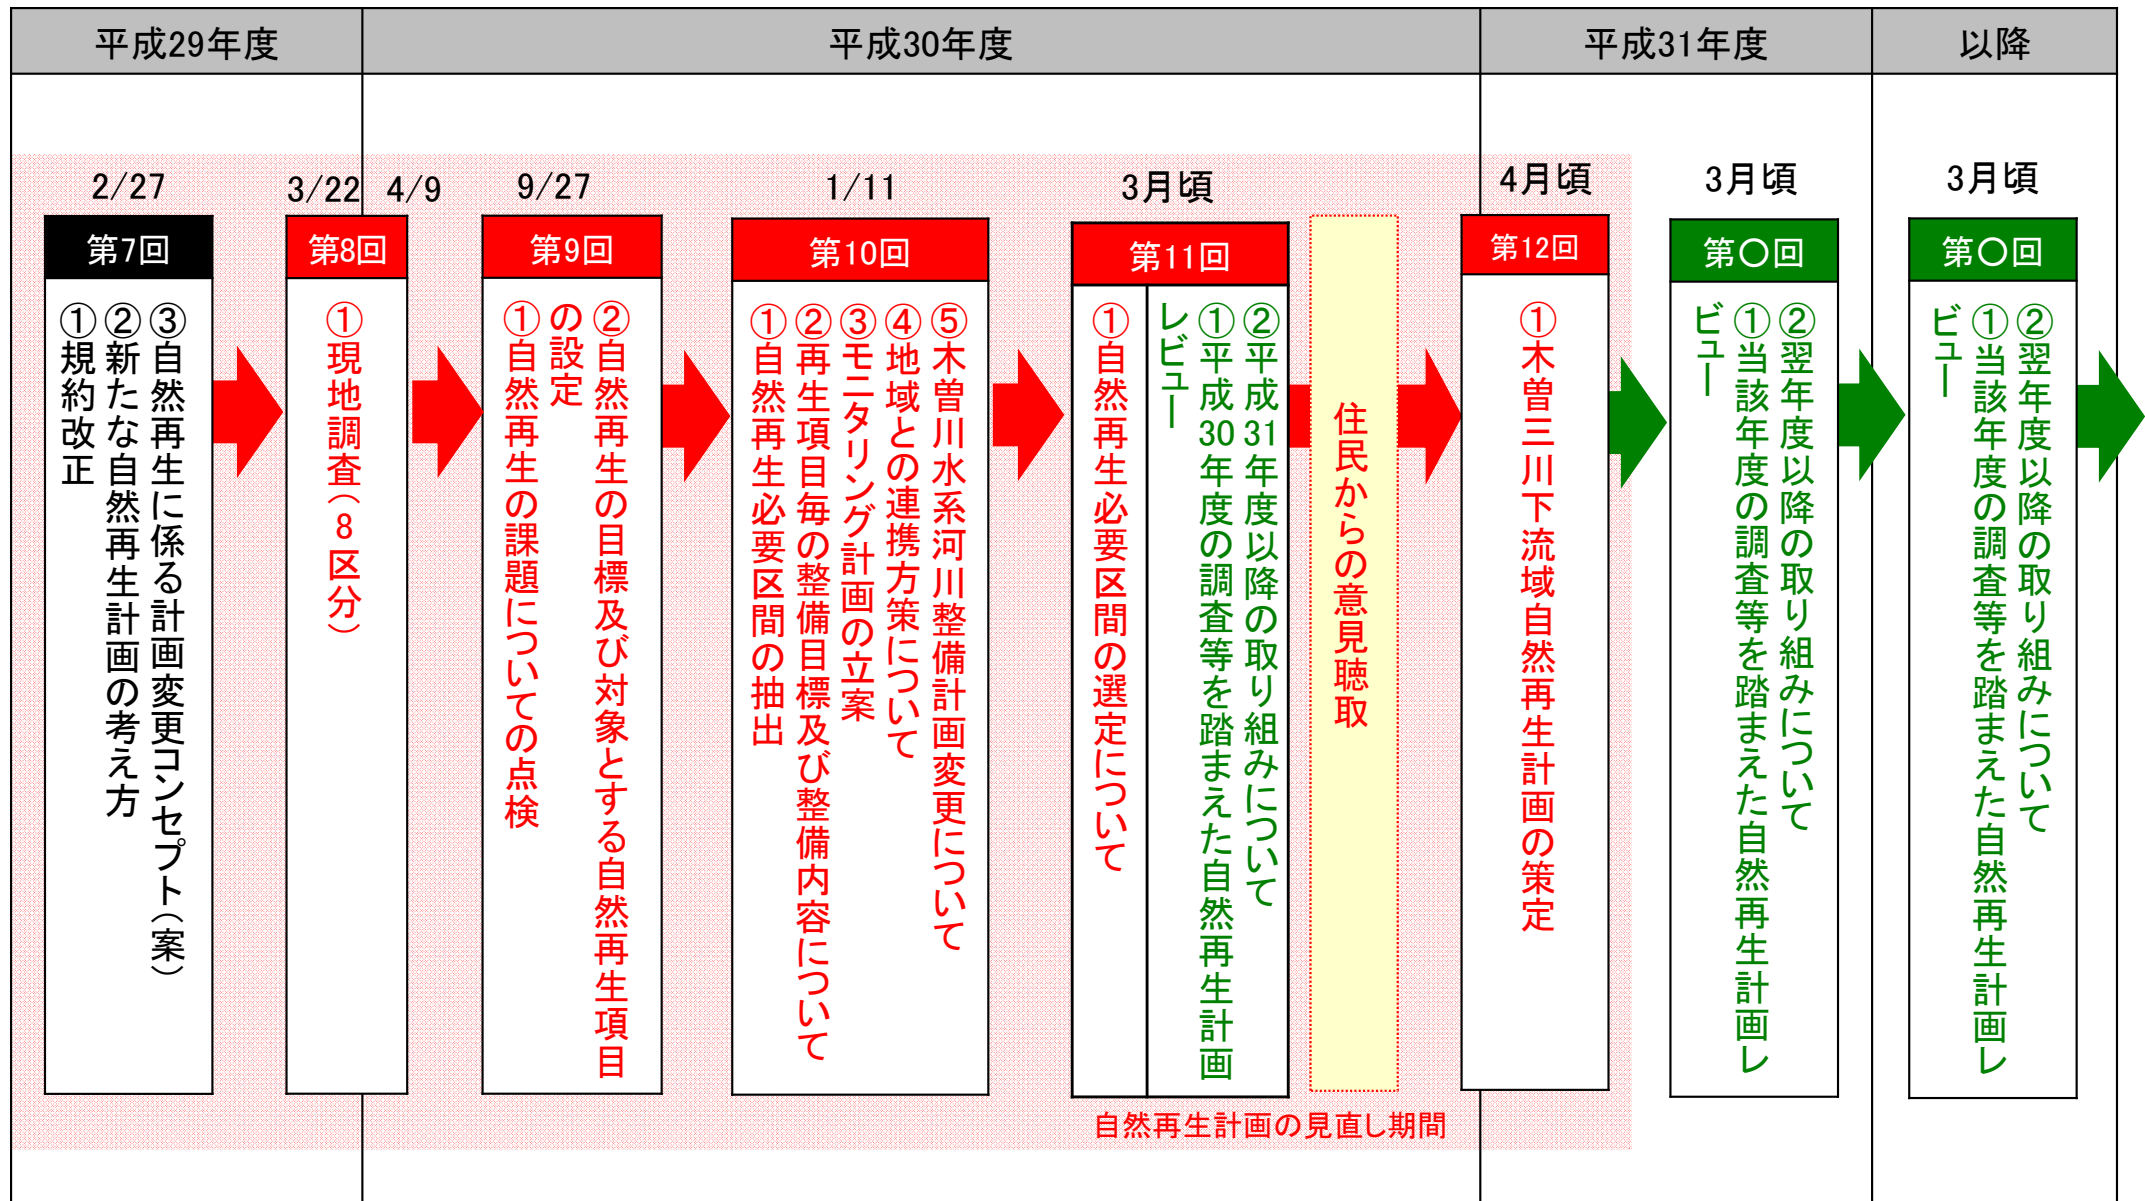 平成29年度
平成30年度
平成31年度
以降
2/27
3/22
4/9
9/27
1/11
3月頃
4月頃
3月頃
3月頃
第7回
①規約改正
②新たな自然再生計画の考え方
③自然再生に係る計画変更コンセプト（案）
第8回
①現地調査（８区分）
第9回
①自然再生の課題についての点検
②自然再生の目標及び対象とする自然再生項目
の設定
第10回
①自然再生必要区間の抽出
②再生項目毎の整備目標及び整備内容について
③モニタリング計画の立案
④地域との連携方策について
⑤木曽川水系河川整備計画変更について
第11回
①自然再生必要区間の選定について
①平成30年度の調査等を踏まえた自然再生計画
レビュー
②平成31年度以降の取り組みについて
住民からの意見聴取
第12回
①木曽三川下流域自然再生計画の策定
第〇回
①当該年度の調査等を踏まえた自然再生計画レ
ビュー
②翌年度以降の取り組みについて
第〇回
①当該年度の調査等を踏まえた自然再生計画レ
ビュー
②翌年度以降の取り組みについて
自然再生計画の見直し期間